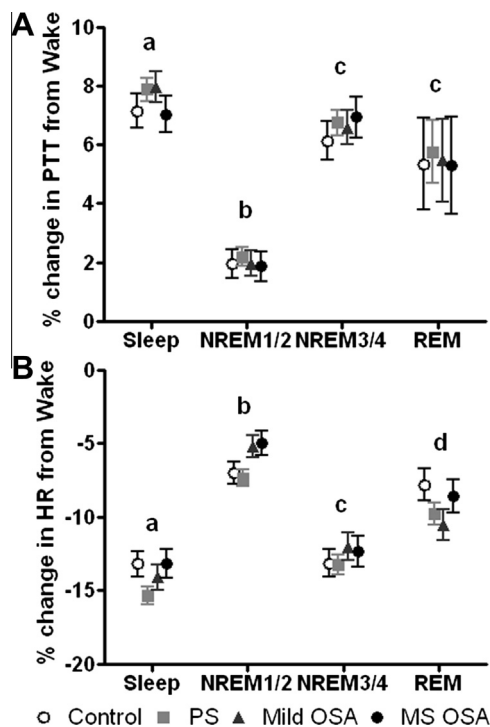 A
% change in PTT from Wake
10
8
6
4
2
0
a
b
c
c
Sleep NREM1/2 NREM3/4 REM
B
% change in HR from Wake
-0
-5
-10
-15
-20
a
b
c
d
Sleep NREM1/2 NREM3/4 REM
Control PS Mild OSA MS OSA